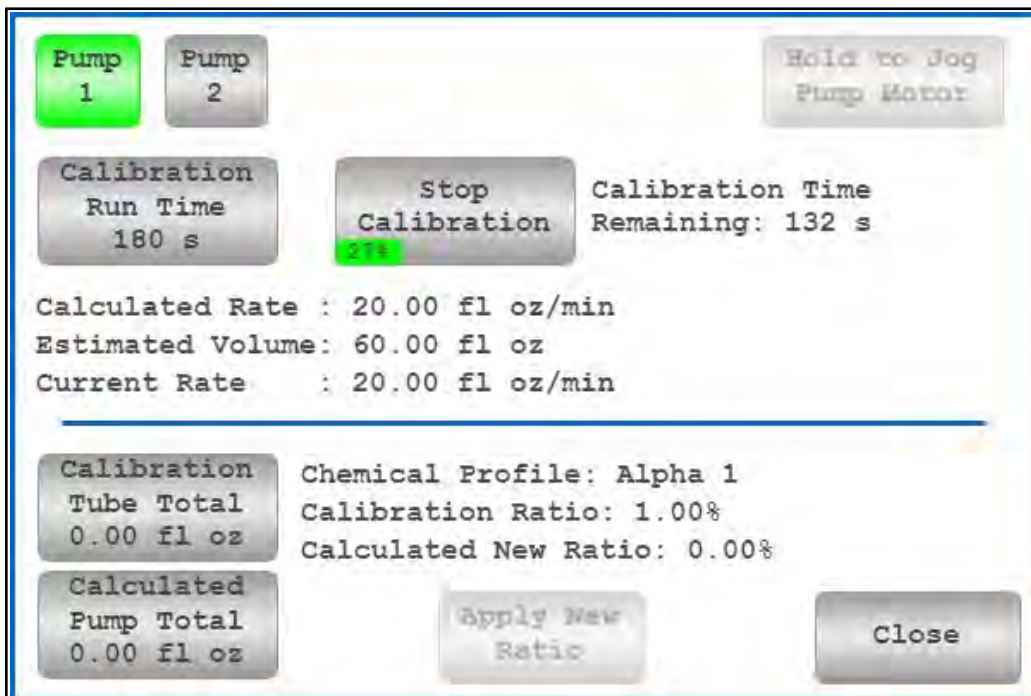 Pump
1
Pump
2
Hold to Jog
Pump Motor
Calibration
Run Time
180 s
Stop
Calibration
27%
Calibration Time
Remaining: 132 s
Calculated Rate : 20.00 fl oz/min
Estimated Volume: 60.00 fl oz
Current Rate    : 20.00 fl oz/min
Calibration
Tube Total
0.00 fl oz
Chemical Profile: Alpha 1
Calibration Ratio: 1.00%
Calculated New Ratio: 0.00%
Calculated
Pump Total
0.00 fl oz
Apply New
Ratio
Close